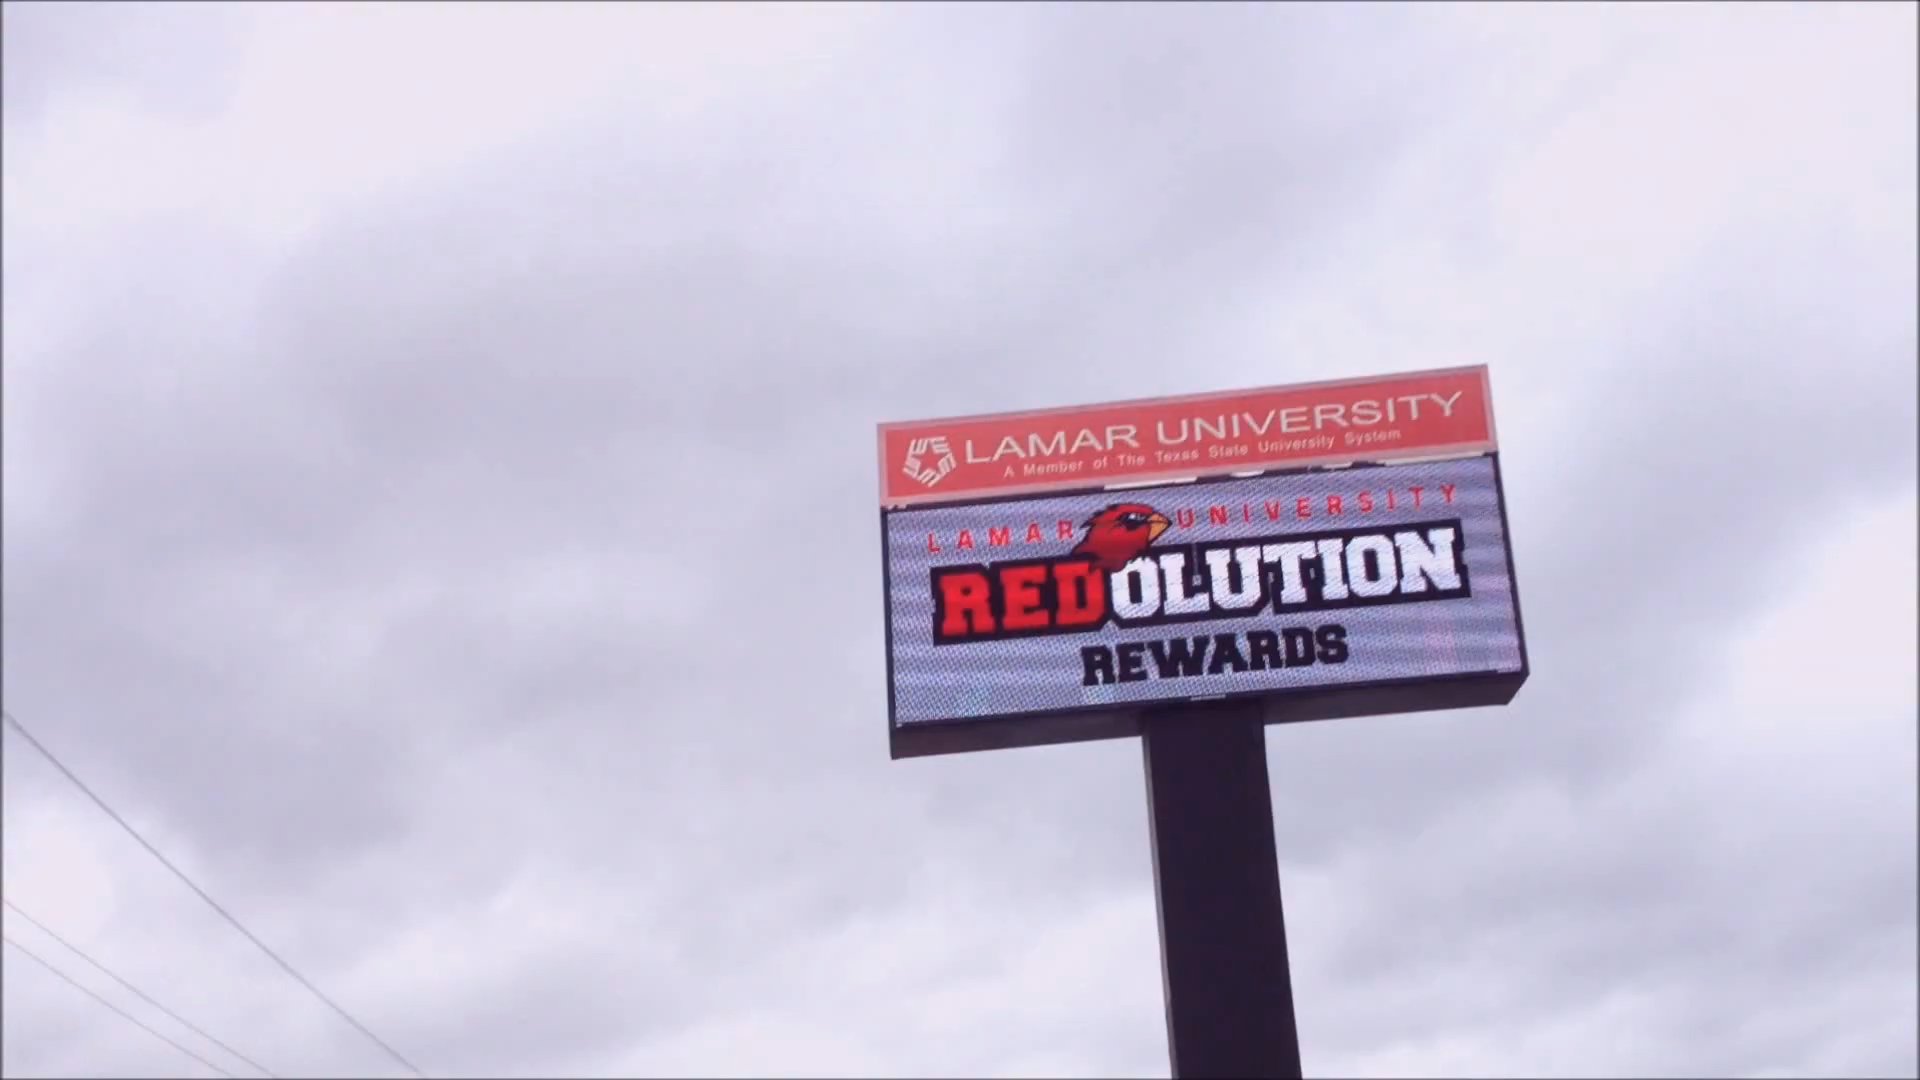 LAMAR UNIVERSITY
A Member of The Texas State University System
LAMAR UNIVERSITY
REDOLUTION
REWARDS